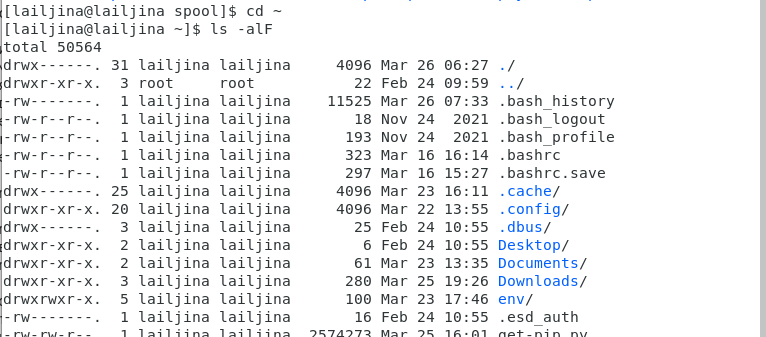 [lailjina@lailjina spool]$ cd ~
[lailjina@lailjina ~]$ ls -alF
total 50564
drwx------. 31 lailjina lailjina     4096 Mar 26 06:27 ./
drwxr-xr-x.  3 root     root           22 Feb 24 09:59 ../
-rw-------.  1 lailjina lailjina    11525 Mar 26 07:33 .bash_history
-rw-r--r--.  1 lailjina lailjina       18 Nov 24  2021 .bash_logout
-rw-r--r--.  1 lailjina lailjina      193 Nov 24  2021 .bash_profile
-rw-r--r--.  1 lailjina lailjina      323 Mar 16 16:14 .bashrc
-rw-r--r--.  1 lailjina lailjina      297 Mar 16 15:27 .bashrc.save
drwx------. 25 lailjina lailjina     4096 Mar 23 16:11 .cache/
drwxr-xr-x. 20 lailjina lailjina     4096 Mar 22 13:55 .config/
drwx------.  3 lailjina lailjina       25 Feb 24 10:55 .dbus/
drwxr-xr-x.  2 lailjina lailjina        6 Feb 24 10:55 Desktop/
drwxr-xr-x.  2 lailjina lailjina       61 Mar 23 13:35 Documents/
drwxr-xr-x.  3 lailjina lailjina      280 Mar 25 19:26 Downloads/
drwxrwxr-x.  5 lailjina lailjina      100 Mar 23 17:46 env/
-rw-------.  1 lailjina lailjina       16 Feb 24 10:55 .esd_auth
-rw-rw-r--.  1 lailjina lailjina  2574273 Mar 25 16:01 get-pip.py